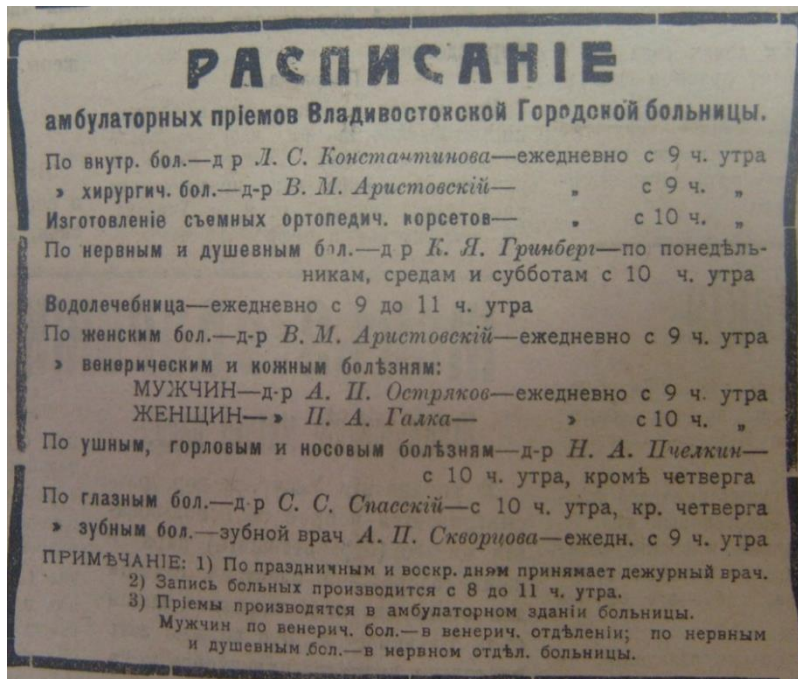 РАСПИСАНІЕ
амбулаторных пріемов Владивостокской Городской больницы.
По внутр. бол.—д р Л. С. Константинова—ежедневно с 9 ч. утра
» хирургич. бол.—д-р В. М. Аристовскій— „ с 9 ч. „
Изготовленіе съемных ортопедич. корсетов— „ с 10 ч. „
По нервным и душевным бол.—д р К. Я. Гринберг—по понедѣль-
никам, средам и субботам с 10 ч. утра
Водолечебница—ежедневно с 9 до 11 ч. утра
По женским бол.—д-р В. М. Аристовскій—ежедневно с 9 ч. утра
» венерическим и кожным болѣзням:
МУЖЧИН—д-р А. П. Остряков—ежедневно с 9 ч. утра
ЖЕНЩИН—» П. А. Галка— » с 10 ч. „
По ушным, горловым и носовым болѣзням—д-р Н. А. Пчелкин—
с 10 ч. утра, кромѣ четверга
По глазным бол.—д-р С. С. Спасскій—с 10 ч. утра, кр. четверга
» зубным бол.—зубной врач А. П. Скворцова—ежедн. с 9 ч. утра
ПРИМѢЧАНІЕ: 1) По праздничным и воскр. дням принимает дежурный врач.
2) Запись больных производится с 8 до 11 ч. утра.
3) Пріемы производятся в амбулаторном зданіи больницы.
Мужчин по венерич. бол.—в венерич. отдѣленіи; по нервным
и душевным бол.—в нервном отдѣл. больницы.